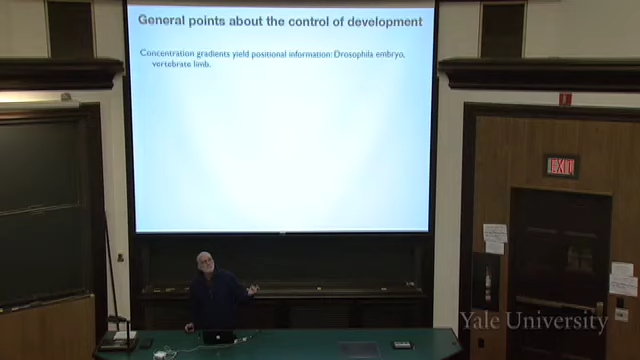 General points about the control of development
Concentration gradients yield positional information: Drosophila embryo,
vertebrate limb.
EXIT
Yale University